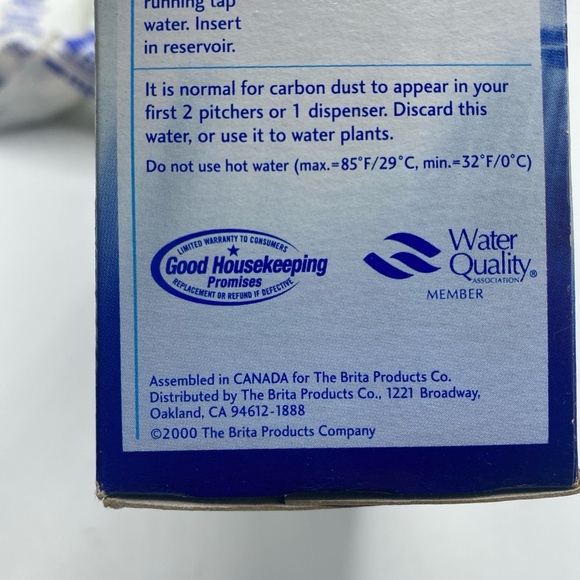 running tap
water. Insert
in reservoir.
It is normal for carbon dust to appear in your
first 2 pitchers or 1 dispenser. Discard this
water, or use it to water plants.
Do not use hot water (max.=85°F/29°C, min.=32°F/0°C)
LIMITED WARRANTY TO CONSUMERS
Good Housekeeping
Promises
REPLACEMENT OR REFUND IF DEFECTIVE
Water
Quality®
ASSOCIATION
MEMBER
Assembled in CANADA for The Brita Products Co.
Distributed by The Brita Products Co., 1221 Broadway,
Oakland, CA 94612-1888
©2000 The Brita Products Company